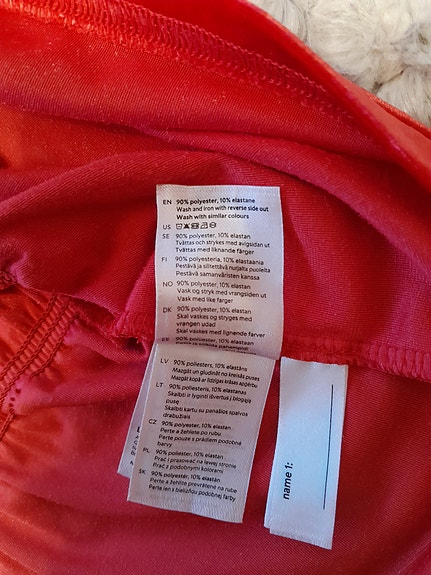 EN 90% polyester, 10% elastane
Wash and iron with reverse side out
Wash with similar colours
US
SE 90% polyester, 10% elastan
Tvättas och strykes med avigsidan ut
Tvättas med liknande färger
FI 90% polyesteria, 10% elastaania
Pestävä ja silitettävä nurjalta puolelta
Pestävä samanväristen kanssa
NO 90% polyester, 10% elastan
Vask og stryk med vrangsiden ut
Vask med like farger
DK 90% polyester, 10% elastan
Skal vaskes og stryges med
vrangen udad
Skal vaskes med lignende farver
EE 90% polüester, 10% elastaan
LV 90% poliesters, 10% elastāns
Mazgāt un gludināt no kreisās puses
Mazgāt kopā ar līdzīgas krāsas apģērbu
LT 90% poliesteris, 10% elastanas
Skalbti ir lyginti išvertus į blogąją
pusę
Skalbti kartu su panašios spalvos
drabužiais
CZ 90% polyester, 10% elastan
Perte a žehlete po rubu
Perte pouze s prádlem podobné
barvy
PL 90% poliester, 10% elastan
Prać i prasować na lewej stronie
Prać z podobnymi kolorami
SK 90% polyester, 10% elastan
Perte a žehlite prevrátené na rube
Perte len s bielizňou podobnej farby
name 1: